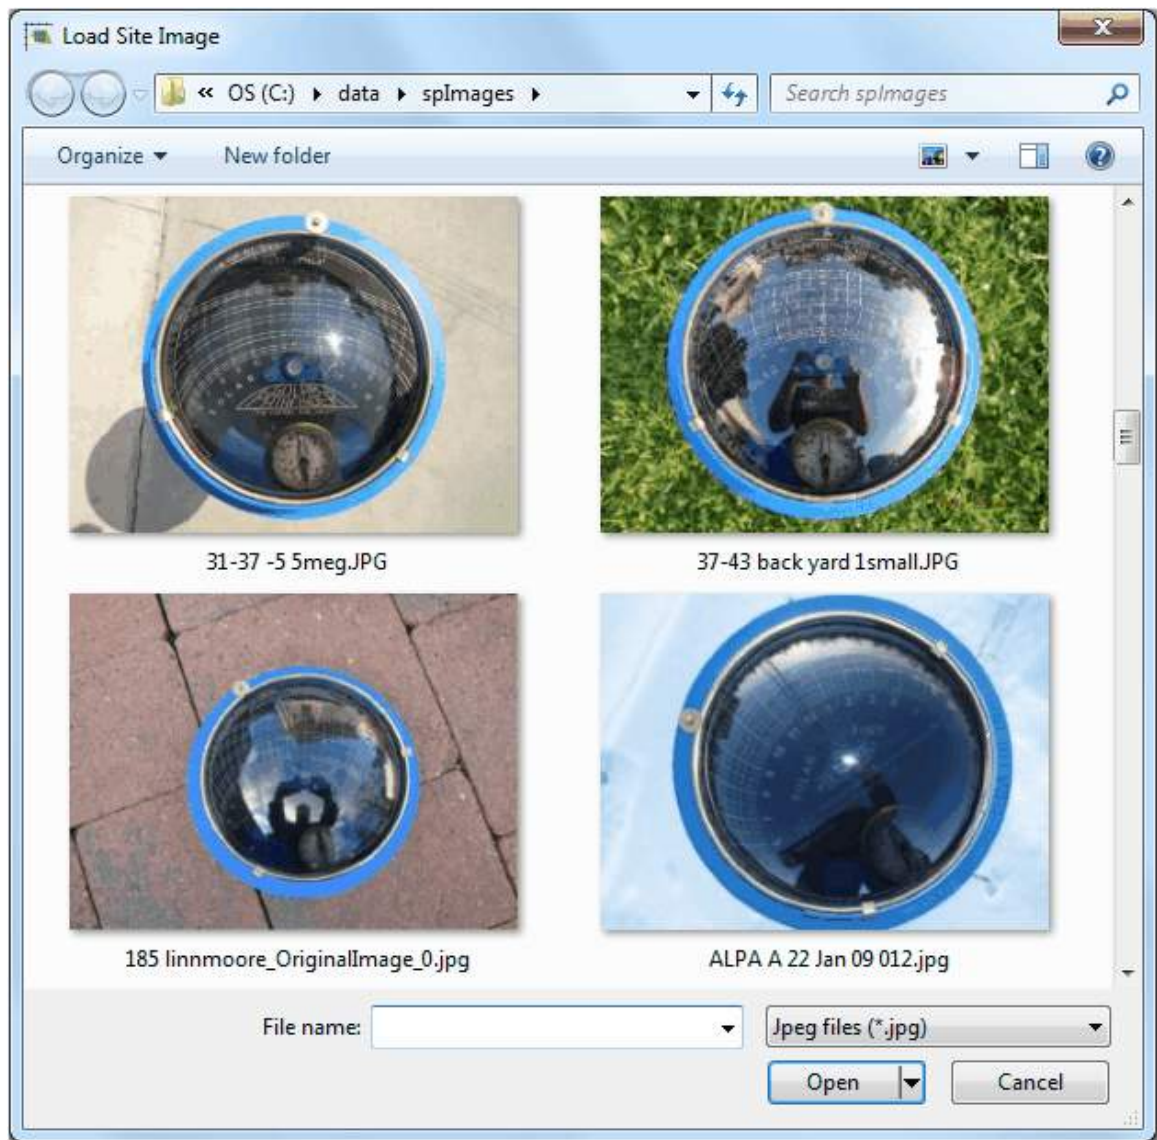 Load Site Image
« OS (C:) ▸ data ▸ spImages ▸
Search spImages
Organize
New folder
31-37 -5 5meg.JPG
37-43 back yard 1small.JPG
185 linnmoore_OriginalImage_0.jpg
ALPA A 22 Jan 09 012.jpg
File name:
Jpeg files (*.jpg)
Open
Cancel